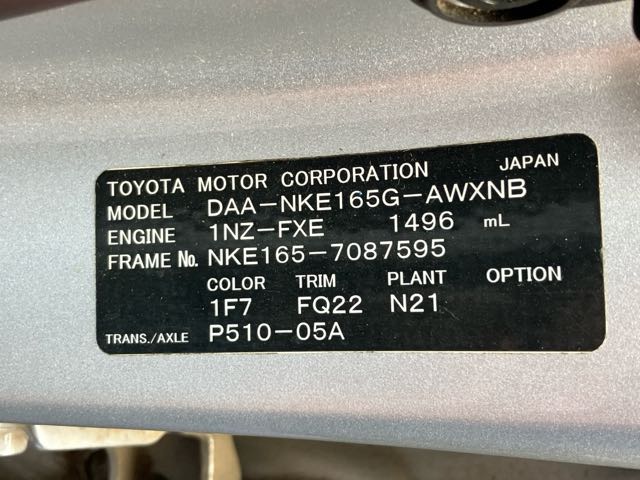 TOYOTA MOTOR CORPORATION JAPAN
MODEL DAA-NKE165G-AWXNB
ENGINE 1NZ-FXE 1496 mL
FRAME No. NKE165-7087595
COLOR TRIM PLANT OPTION
1F7 FQ22 N21
TRANS./AXLE P510-05A